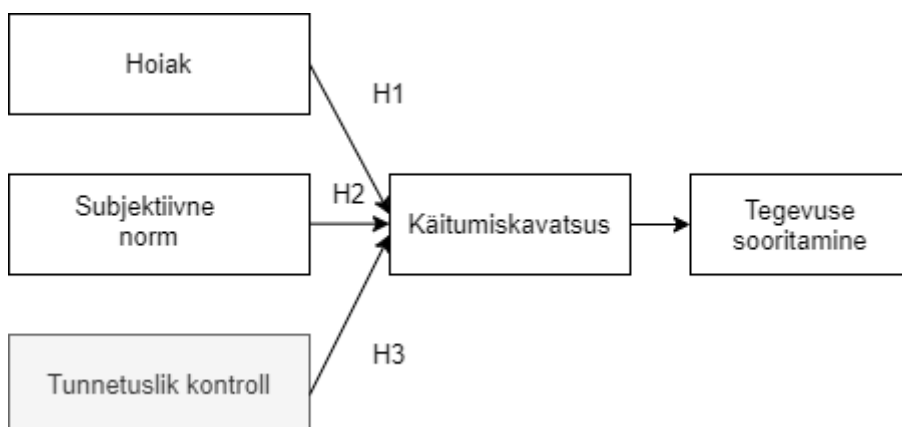 Hoiak
H1
Subjektiivne
norm
H2
Käitumiskavatsus
Tegevuse
sooritamine
H3
Tunnetuslik kontroll